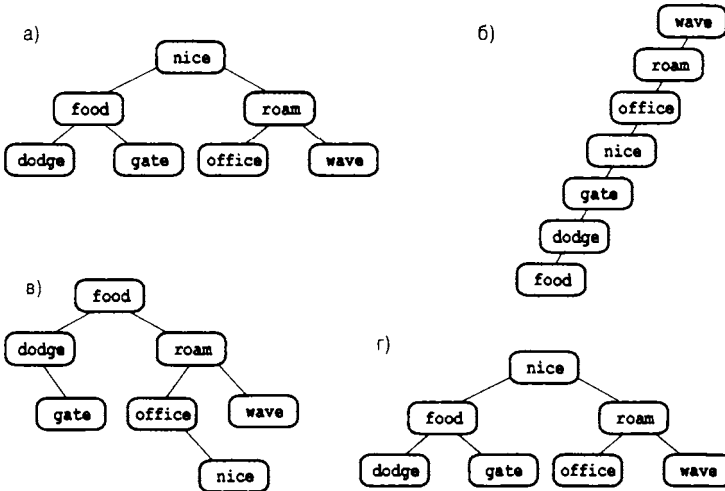 а)
nice
food
roam
dodge
gate
office
wave
б)
wave
roam
office
nice
gate
dodge
food
в)
food
dodge
roam
gate
office
wave
nice
г)
nice
food
roam
dodge
gate
office
wave